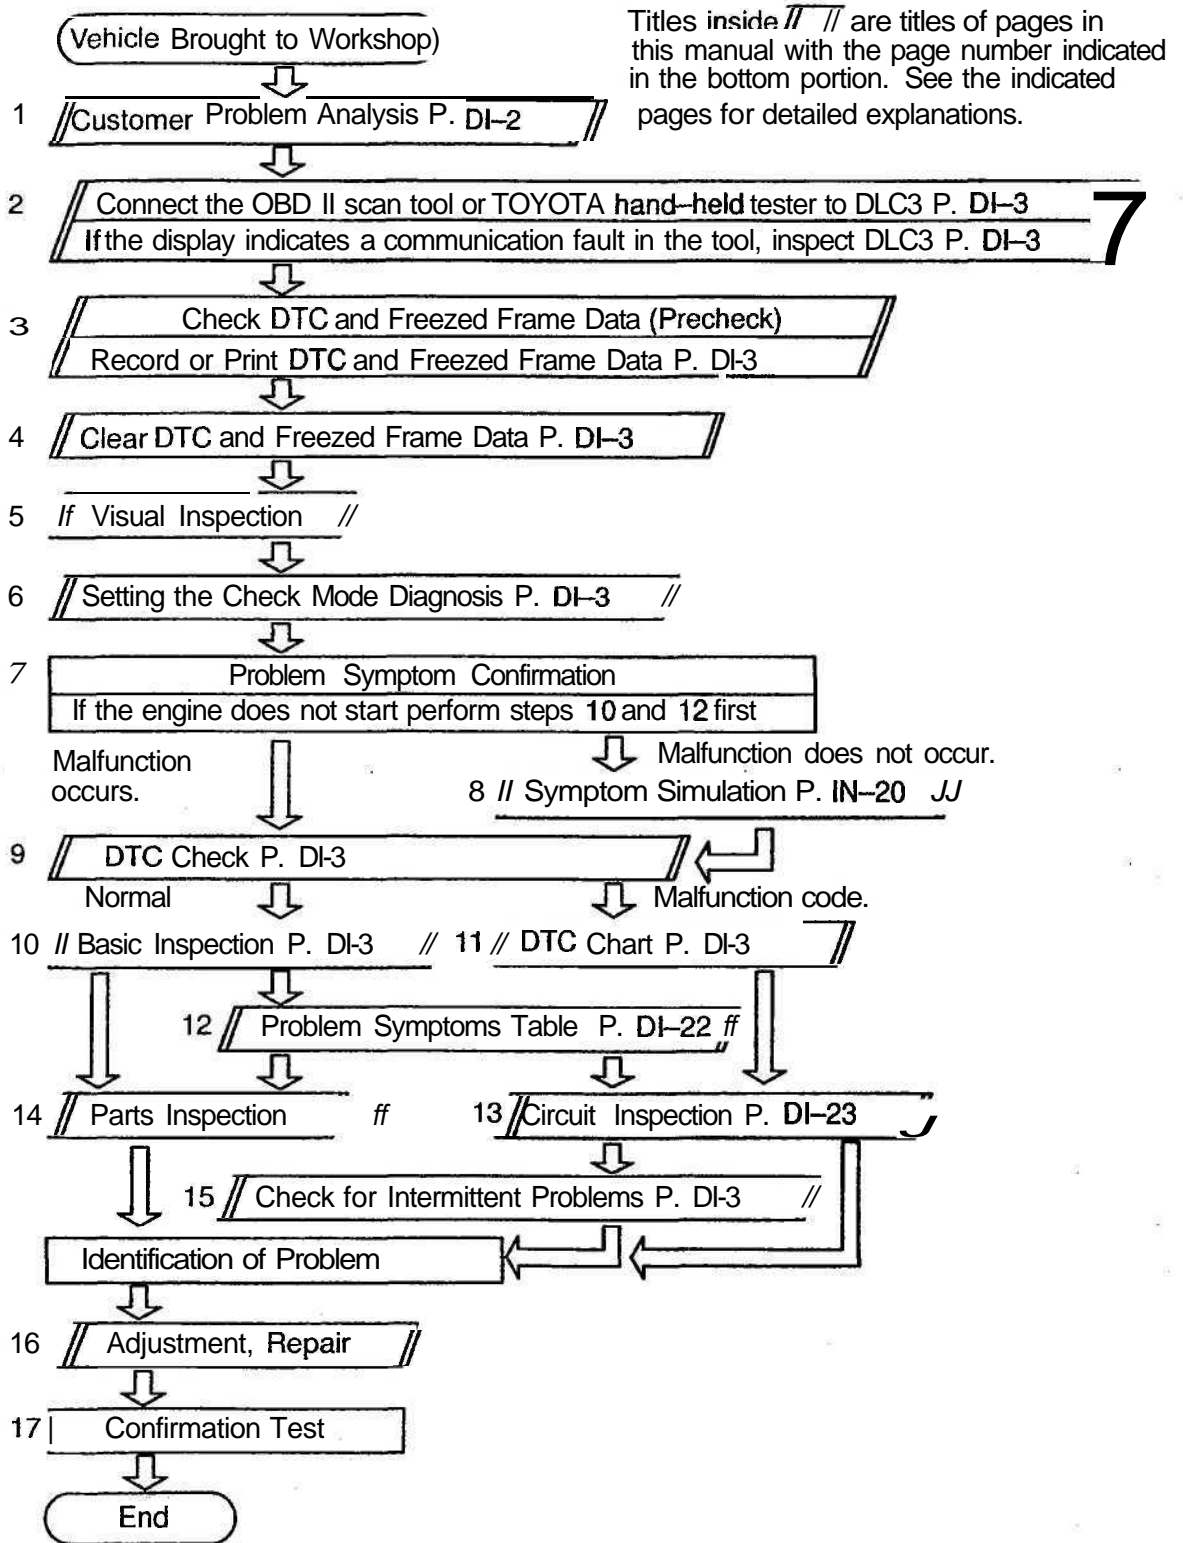 (Vehicle Brought to Workshop)
Titles inside // // are titles of pages in
this manual with the page number indicated
in the bottom portion. See the indicated
pages for detailed explanations.
1 //Customer Problem Analysis P. DI–2 //
2 // Connect the OBD II scan tool or TOYOTA hand–held tester to DLC3 P. DI–3 7
If the display indicates a communication fault in the tool, inspect DLC3 P. DI–3
3 // Check DTC and Freezed Frame Data (Precheck) //
Record or Print DTC and Freezed Frame Data P. DI-3
4 // Clear DTC and Freezed Frame Data P. DI–3 //
5 If Visual Inspection //
6 // Setting the Check Mode Diagnosis P. DI–3 //
7 Problem Symptom Confirmation
If the engine does not start perform steps 10 and 12 first
Malfunction
occurs.
Malfunction does not occur.
8 // Symptom Simulation P. IN–20 JJ
9 // DTC Check P. DI-3 //
Normal
Malfunction code.
10 // Basic Inspection P. DI-3 //
11 // DTC Chart P. DI-3 //
12 // Problem Symptoms Table P. DI–22 ff
14 // Parts Inspection ff
13 //Circuit Inspection P. DI–23 J
15 // Check for Intermittent Problems P. DI-3 //
Identification of Problem
16 // Adjustment, Repair //
17 | Confirmation Test
End